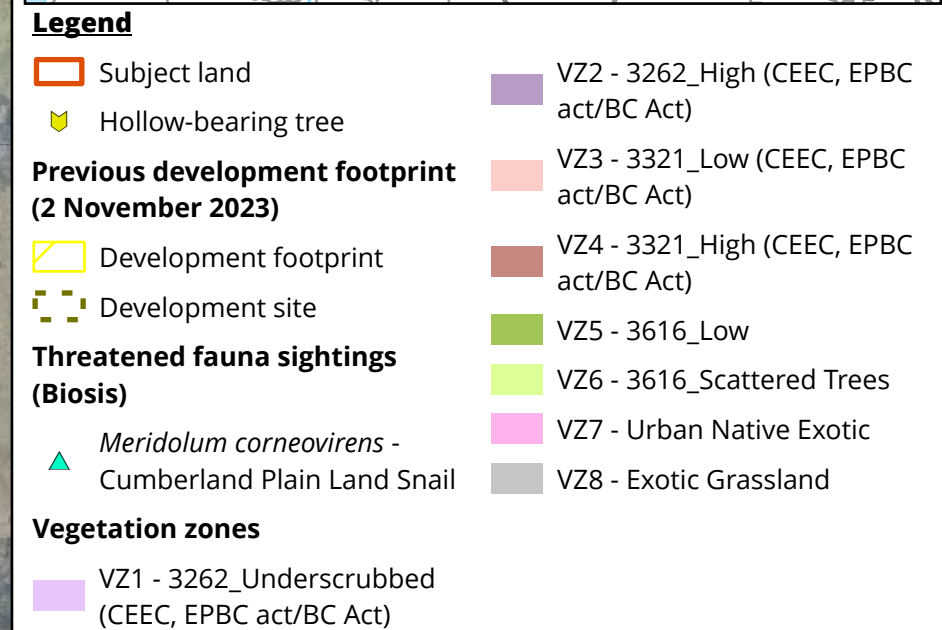 Legend
Subject land
Hollow-bearing tree
Previous development footprint
(2 November 2023)
Development footprint
Development site
Threatened fauna sightings
(Biosis)
Meridolum corneovirens -
Cumberland Plain Land Snail
Vegetation zones
VZ1 - 3262_Underscrubbed
(CEEC, EPBC act/BC Act)
VZ2 - 3262_High (CEEC, EPBC
act/BC Act)
VZ3 - 3321_Low (CEEC, EPBC
act/BC Act)
VZ4 - 3321_High (CEEC, EPBC
act/BC Act)
VZ5 - 3616_Low
VZ6 - 3616_Scattered Trees
VZ7 - Urban Native Exotic
VZ8 - Exotic Grassland